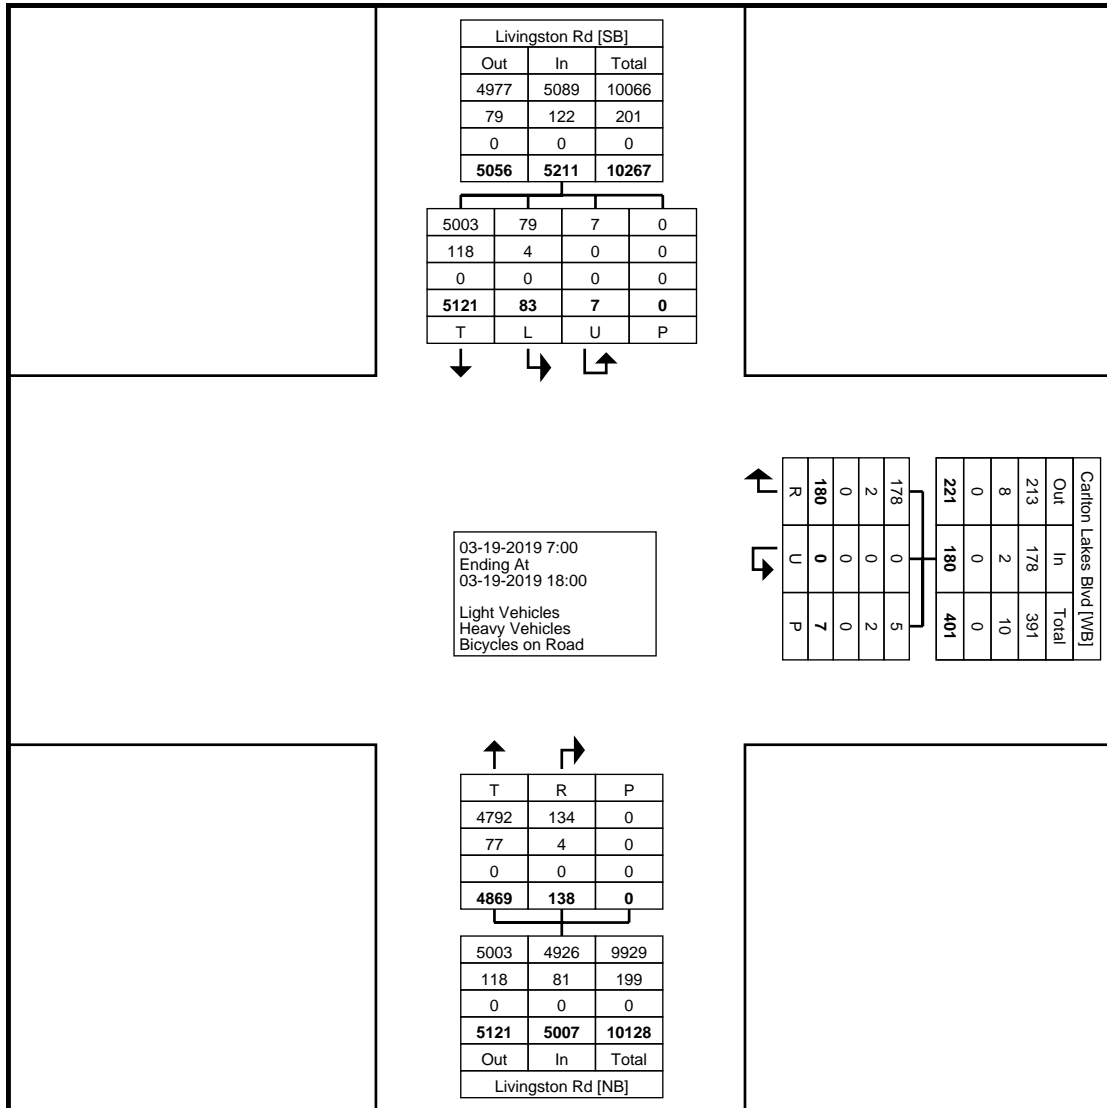 Livingston Rd [SB]
Out In Total
4977 5089 10066
79 122 201
0 0 0
5056 5211 10267
5003 79 7 0
118 4 0 0
0 0 0 0
5121 83 7 0
T L U P
Carlton Lakes Blvd [WB]
Out In Total
213 178 391
8 2 10
0 0 0
221 180 401
178 0 5
2 0 2
0 0 0
180 0 7
R U P
03-19-2019 7:00
Ending At
03-19-2019 18:00
Light Vehicles
Heavy Vehicles
Bicycles on Road
T R P
4792 134 0
77 4 0
0 0 0
4869 138 0
5003 4926 9929
118 81 199
0 0 0
5121 5007 10128
Out In Total
Livingston Rd [NB]